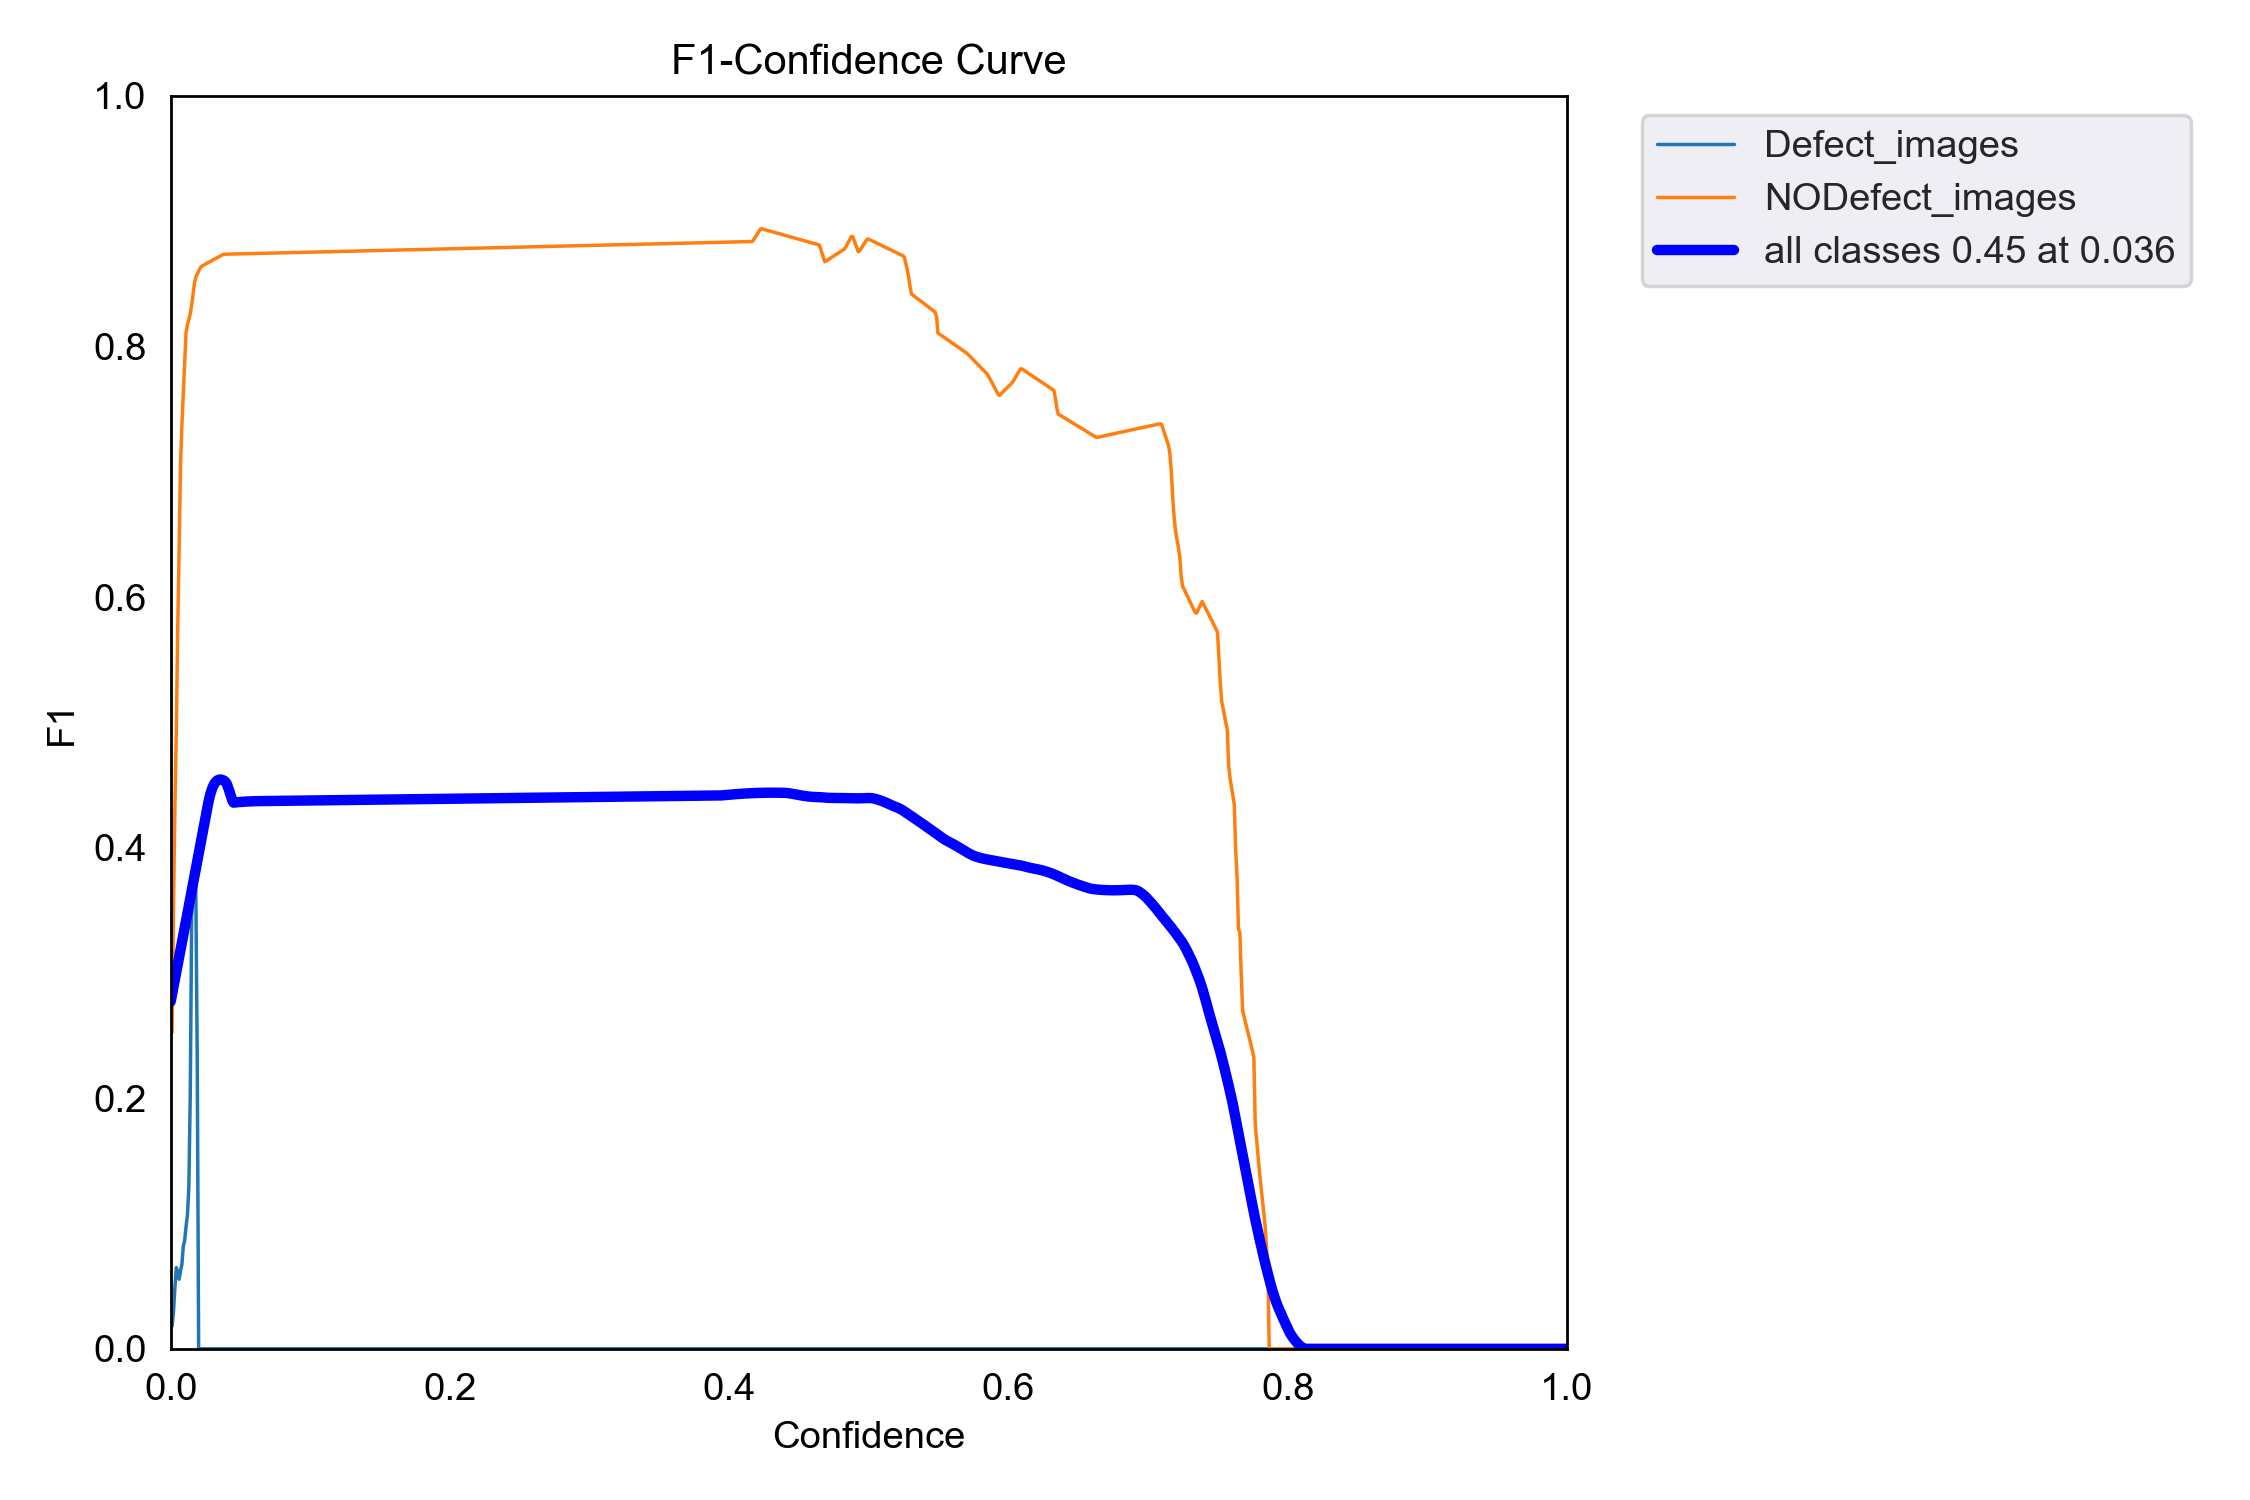 F1-Confidence Curve
1.0
0.8
0.6
0.4
0.2
0.0
F1
0.0 0.2 0.4 0.6 0.8 1.0
Confidence
Defect_images
NODefect_images
all classes 0.45 at 0.036